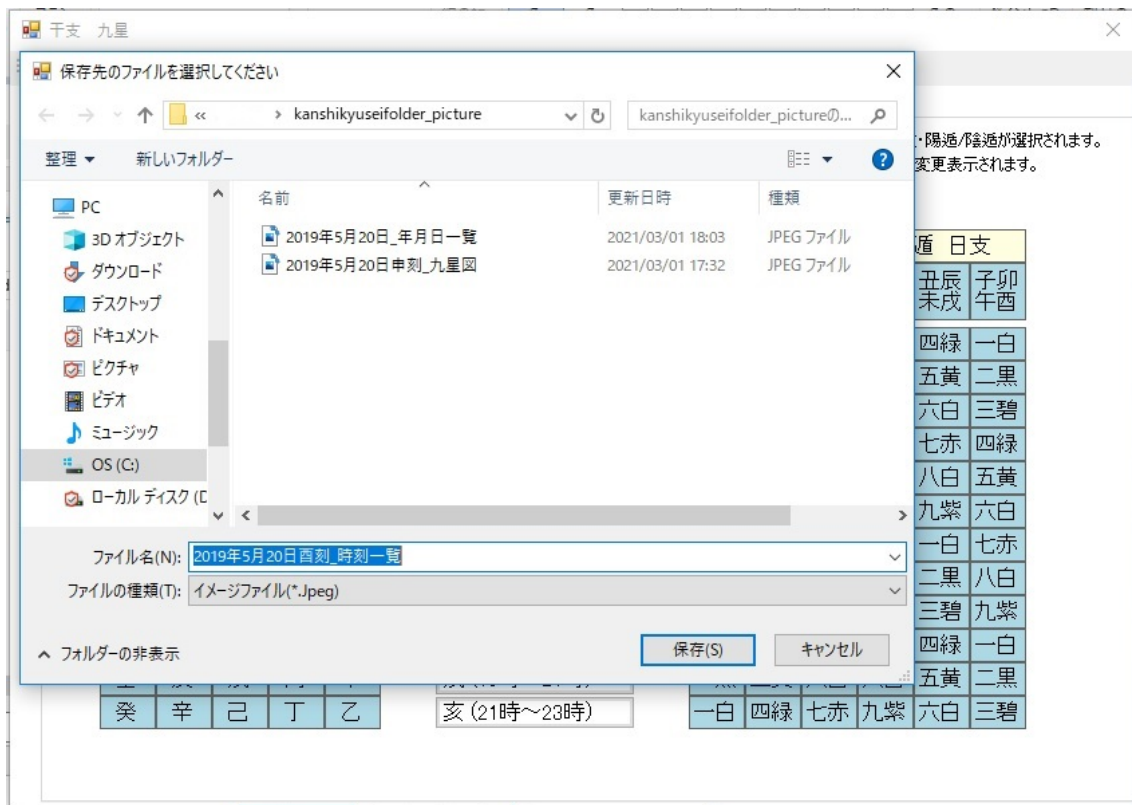 干支 九星
保存先のファイルを選択してください
« › kanshikyuseifolder_picture
kanshikyuseifolder_pictureの...
整理 新しいフォルダー
・陽遁/陰遁が選択されます。
変更表示されます。
名前 更新日時 種類
PC
3D オブジェクト
ダウンロード
デスクトップ
ドキュメント
ピクチャ
ビデオ
ミュージック
OS (C:)
ローカル ディスク (D
2019年5月20日_年月日一覧 2021/03/01 18:03 JPEG ファイル
2019年5月20日申刻_九星図 2021/03/01 17:32 JPEG ファイル
ファイル名(N): 2019年5月20日酉刻_時刻一覧
ファイルの種類(T): イメージファイル(*.Jpeg)
フォルダーの非表示
保存(S) キャンセル
遁 日支
丑辰 子卯
未戌 午酉
四緑 一白
五黄 二黒
六白 三碧
七赤 四緑
八白 五黄
九紫 六白
一白 七赤
二黒 八白
三碧 九紫
四緑 一白
五黄 二黒
癸 辛 己 丁 乙 亥 (21時～23時) 一白 四緑 七赤 九紫 六白 三碧